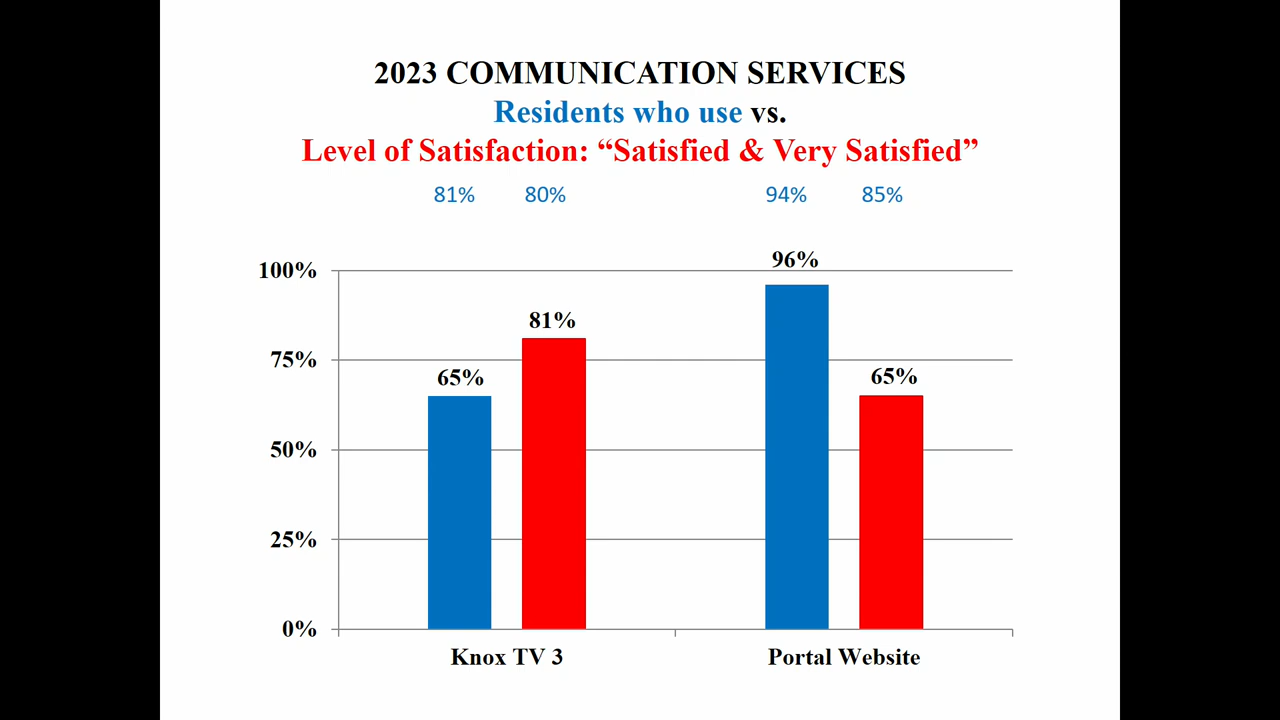 2023 COMMUNICATION SERVICES
Residents who use vs.
Level of Satisfaction: “Satisfied & Very Satisfied”
81% 80% 94% 85%
100%
75%
50%
25%
0%
65%
81%
96%
65%
Knox TV 3
Portal Website